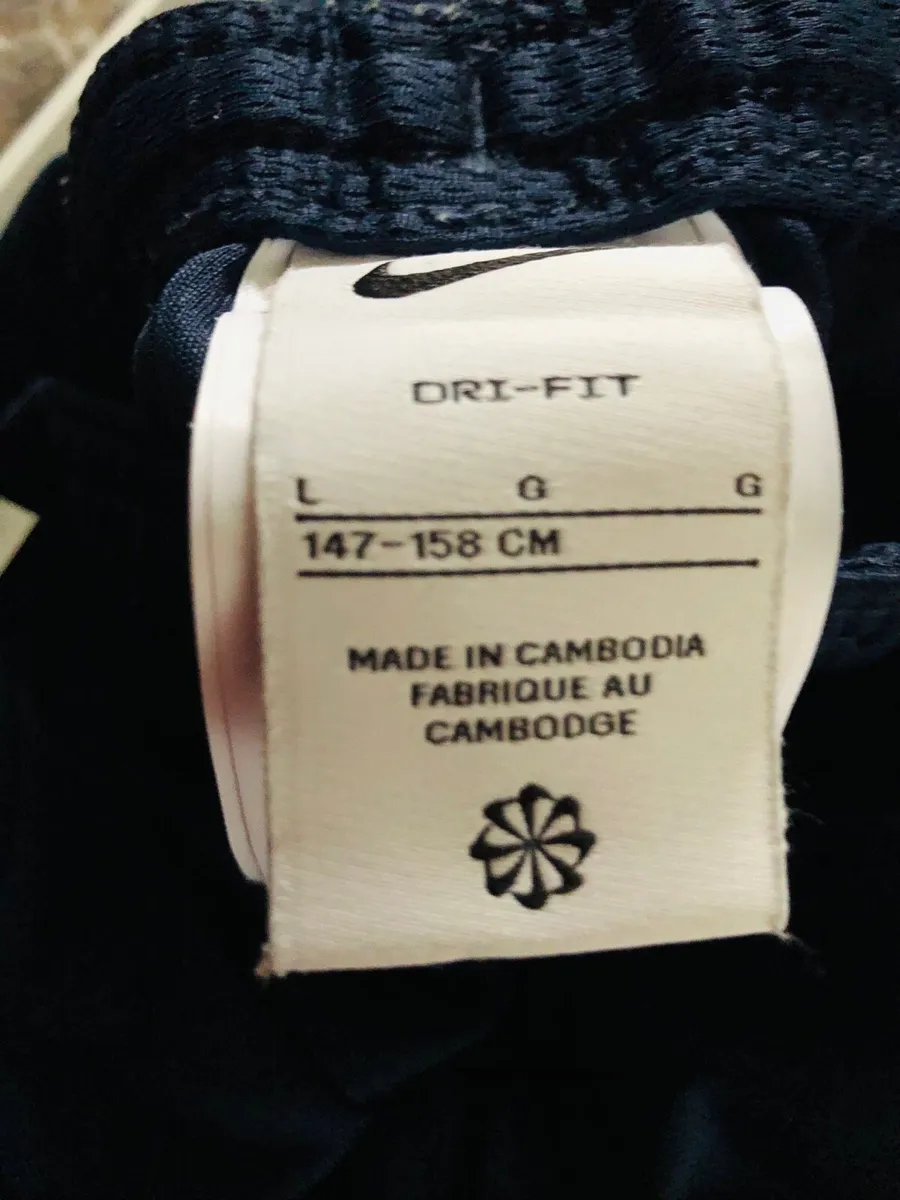 DRI-FIT
L G G
147-158 CM
MADE IN CAMBODIA
FABRIQUE AU
CAMBODGE